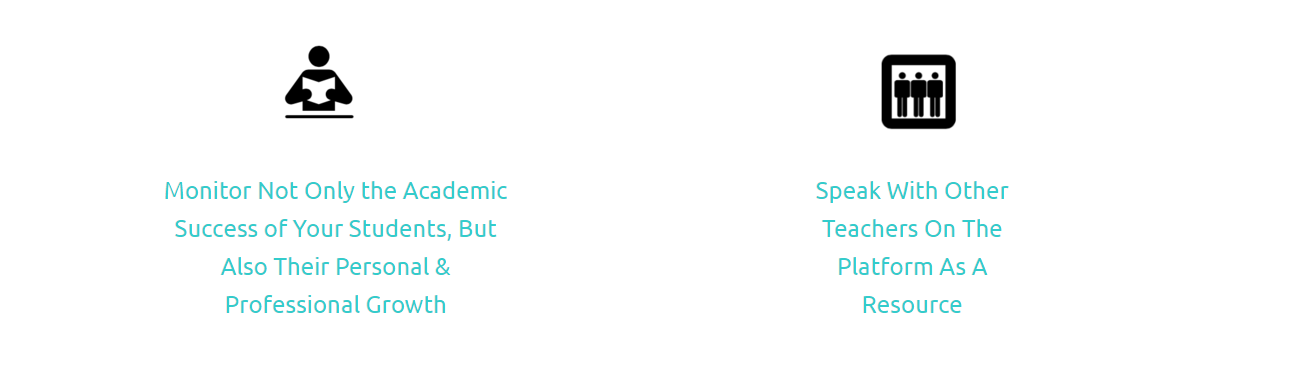 Monitor Not Only the Academic
Success of Your Students, But
Also Their Personal &
Professional Growth
Speak With Other
Teachers On The
Platform As A
Resource